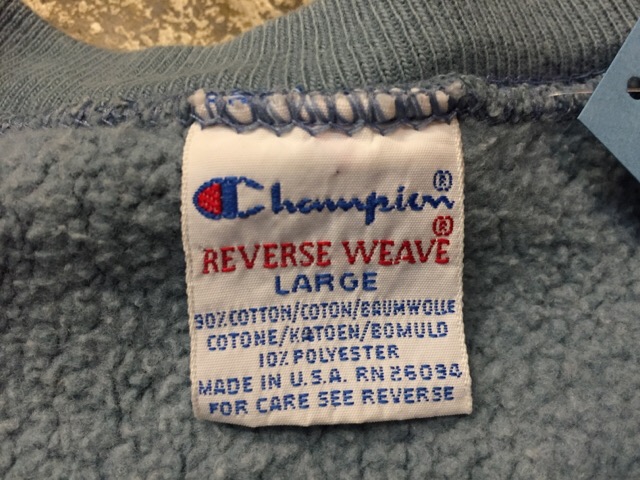 Champion®
REVERSE WEAVE®
LARGE
90% COTTON/COTON/BAUMWOLLE
COTONE/KATOEN/BOMULD
10% POLYESTER
MADE IN U.S.A. RN 26094
FOR CARE SEE REVERSE